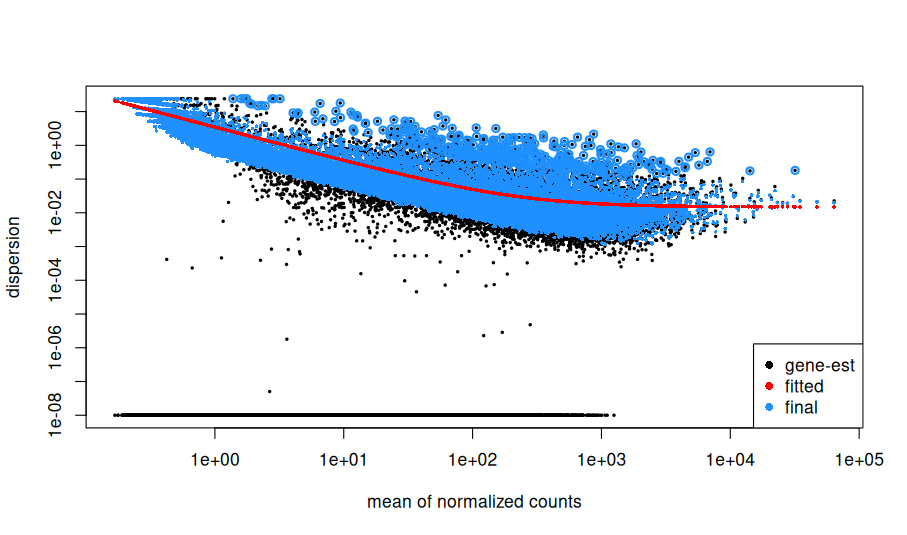 dispersion
1e+00
1e-02
1e-04
1e-06
1e-08
gene-est
fitted
final
1e+00 1e+01 1e+02 1e+03 1e+04 1e+05
mean of normalized counts